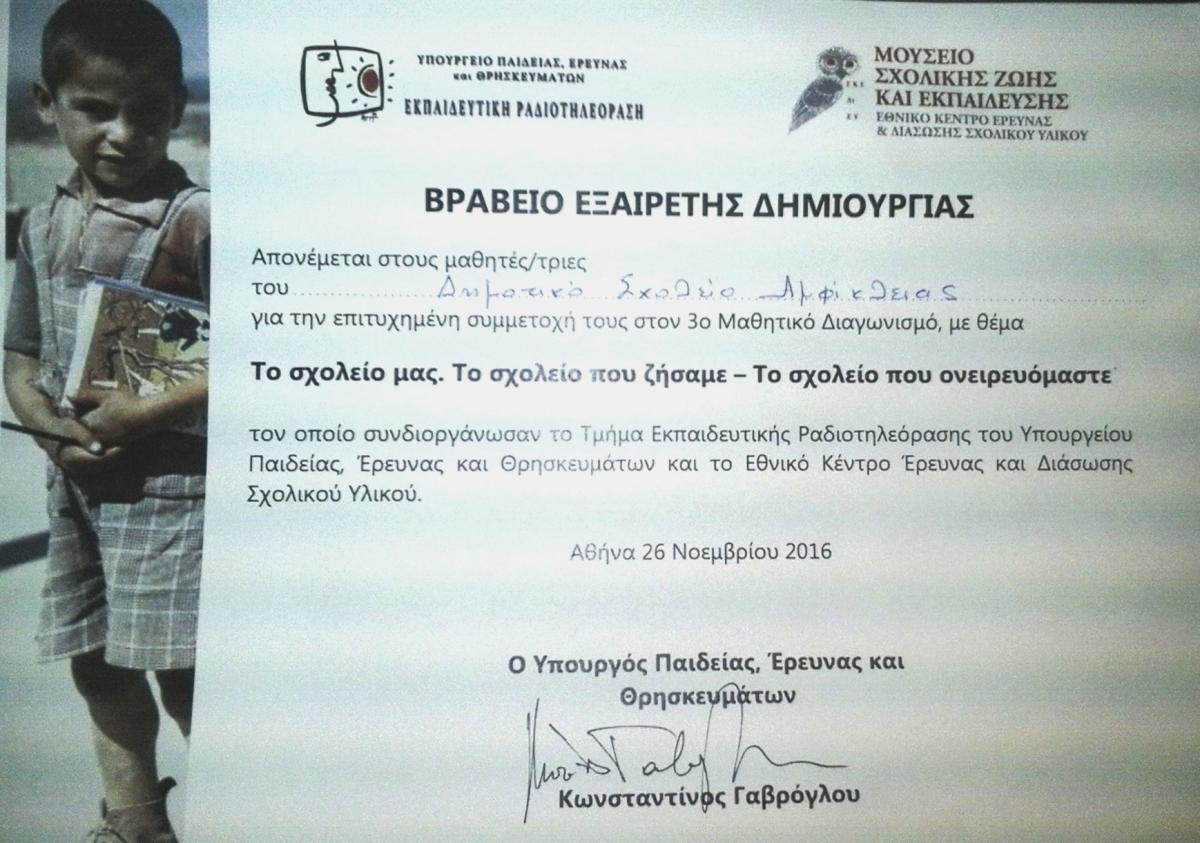 ΥΠΟΥΡΓΕΙΟ ΠΑΙΔΕΙΑΣ, ΕΡΕΥΝΑΣ
και ΘΡΗΣΚΕΥΜΑΤΩΝ
ΕΚΠΑΙΔΕΥΤΙΚΗ ΡΑΔΙΟΤΗΛΕΟΡΑΣΗ
ΜΟΥΣΕΙΟ
ΣΧΟΛΙΚΗΣ ΖΩΗΣ
ΚΑΙ ΕΚΠΑΙΔΕΥΣΗΣ
ΕΘΝΙΚΟ ΚΕΝΤΡΟ ΕΡΕΥΝΑΣ
& ΔΙΑΣΩΣΗΣ ΣΧΟΛΙΚΟΥ ΥΛΙΚΟΥ
ΕΚΕ
ΔΙ
ΣΥ
ΒΡΑΒΕΙΟ ΕΞΑΙΡΕΤΗΣ ΔΗΜΙΟΥΡΓΙΑΣ
Απονέμεται στους μαθητές/τριες
του Δημοτικό Σχολείο Αμφίκλειας
για την επιτυχημένη συμμετοχή τους στον 3ο Μαθητικό Διαγωνισμό, με θέμα
Το σχολείο μας. Το σχολείο που ζήσαμε – Το σχολείο που ονειρευόμαστε
τον οποίο συνδιοργάνωσαν το Τμήμα Εκπαιδευτικής Ραδιοτηλεόρασης του Υπουργείου
Παιδείας, Έρευνας και Θρησκευμάτων και το Εθνικό Κέντρο Έρευνας και Διάσωσης
Σχολικού Υλικού.
Αθήνα 26 Νοεμβρίου 2016
Ο Υπουργός Παιδείας, Έρευνας και
Θρησκευμάτων
Κωνσταντίνος Γαβρόγλου